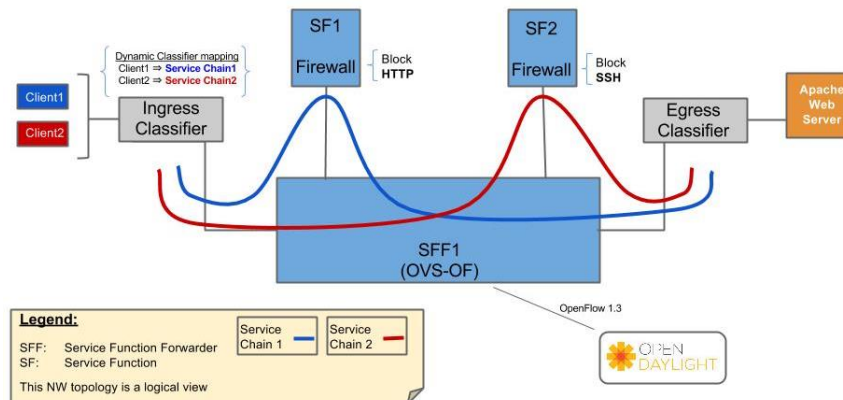 SF1
Firewall
Block
HTTP
SF2
Firewall
Block
SSH
Dynamic Classifier mapping
Client1 ⇒ Service Chain1
Client2 ⇒ Service Chain2
Client1
Client2
Ingress
Classifier
Egress
Classifier
Apache
Web
Server
SFF1
(OVS-OF)
OpenFlow 1.3
OPEN
DAYLIGHT
Legend:
SFF: Service Function Forwarder
SF: Service Function
This NW topology is a logical view
Service
Chain 1
Service
Chain 2